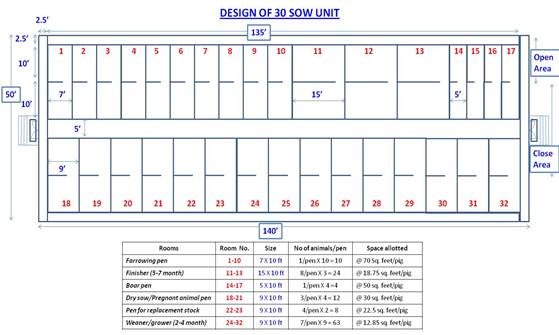 DESIGN OF 30 SOW UNIT
2.5'
135'
2.5'
1 2 3 4 5 6 7 8 9 10 11 12 13 14 15 16 17
10'
Open
Area
50'
10'
7'
15'
5'
5'
Close
Area
9'
18 19 20 21 22 23 24 25 26 27 28 29 30 31 32
140'
Rooms Room No. Size No of animals/pen Space allotted
Farrowing pen 1-10 7 X 10 ft 1/pen X 10 = 10 @ 70 sq. feet/pig
Finisher (5-7 month) 11-13 15 X 10 ft 8/pen X 3 = 24 @ 18.75 sq. feet/pig
Boar pen 14-17 5 X 10 ft 1/pen X 4 = 4 @ 50 sq. feet/pig
Dry sow/Pregnant animal pen 18-21 9 X 10 ft 3/pen X 4 = 12 @ 30 sq. feet/pig
Pen for replacement stock 22-23 9 X 10 ft 4/pen X 2 = 8 @ 22.5 sq. feet/pig
Weaner/grower (2-4 month) 24-32 9 X 10 ft 7/pen X 9 = 63 @ 12.85 sq. feet/pig